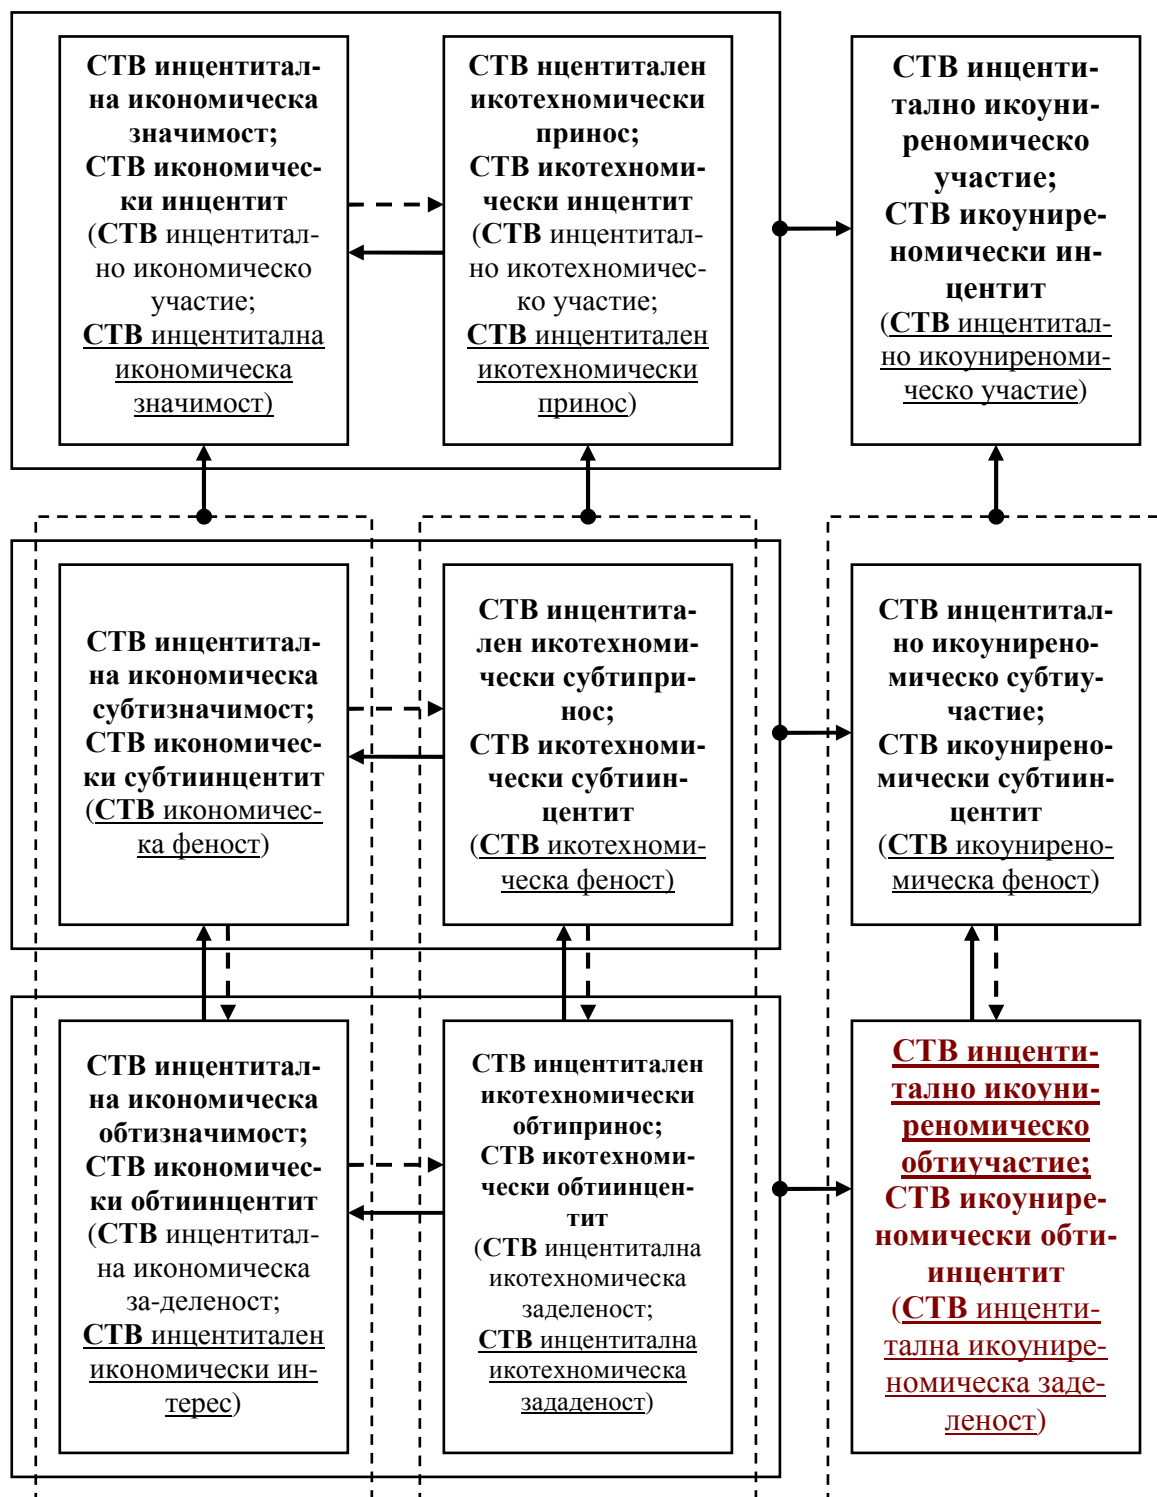 СТВ инцентитал-
на икономическа
значимост;
СТВ икономичес-
ки инцентит
(СТВ инцентитал-
но икономическо
участие;
СТВ инцентитална
икономическа
значимост)
СТВ нцентитален
икотехномически
принос;
СТВ икотехноми-
чески инцентит
(СТВ инцентитал-
но икотехномичес-
ко участие;
СТВ инцентитален
икотехномически
принос)
СТВ инценти-
тално икоуни-
реномическо
участие;
СТВ икоунире-
номически ин-
центит
(СТВ инцентитал-
но икоуниреноми-
ческо участие)
СТВ инцентитал-
на икономическа
субтизначимост;
СТВ икономичес-
ки субтиинцентит
(СТВ икономичес-
ка феност)
СТВ инцентита-
лен икотехноми-
чески субтипри-
нос;
СТВ икотехноми-
чески субтиин-
центит
(СТВ икотехноми-
ческа феност)
СТВ инцентитал-
но икоунирено-
мическо субтиу-
частие;
СТВ икоунирено-
мически субтиин-
центит
(СТВ икоунирено-
мическа феност)
СТВ инцентитал-
на икономическа
обтизначимост;
СТВ икономичес-
ки обтиинцентит
(СТВ инцентитал-
на икономическа
за-деленост;
СТВ инцентитален
икономически ин-
терес)
СТВ инцентитален
икотехномически
обтипринос;
СТВ икотехноми-
чески обтиинцен-
тит
(СТВ инцентитална
икотехномическа
заделеност;
СТВ инцентитална
икотехномическа
зададеност)
СТВ инценти-
тално икоуни-
реномическо
обтиучастие;
СТВ икоунире-
номически обти-
инцентит
(СТВ инценти-
тална икоунире-
номическа заде-
леност)